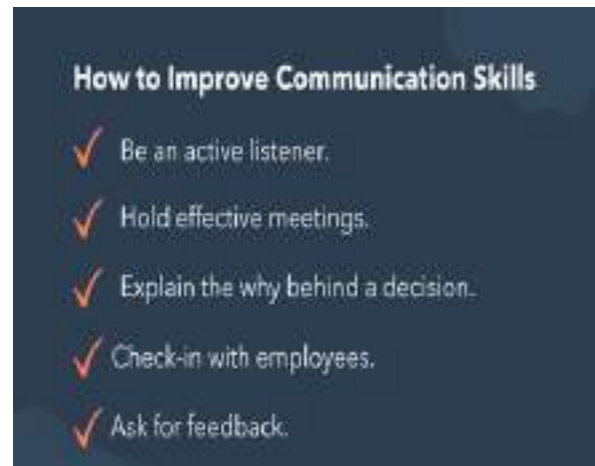 How to Improve Communication Skills
Be an active listener.
Hold effective meetings.
Explain the why behind a decision.
Check-in with employees.
Ask for feedback.